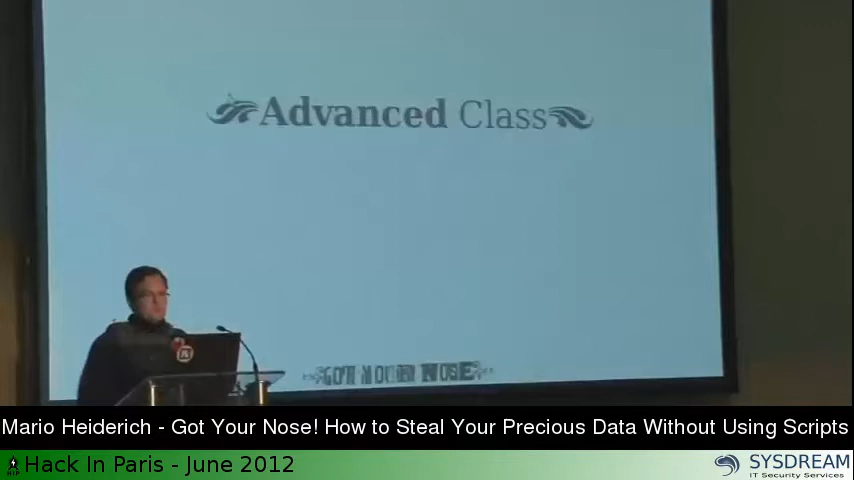 Advanced Class
GOT YOUR NOSE
Mario Heiderich - Got Your Nose! How to Steal Your Precious Data Without Using Scripts
Hack In Paris - June 2012
HIP
SYSDREAM
IT Security Services